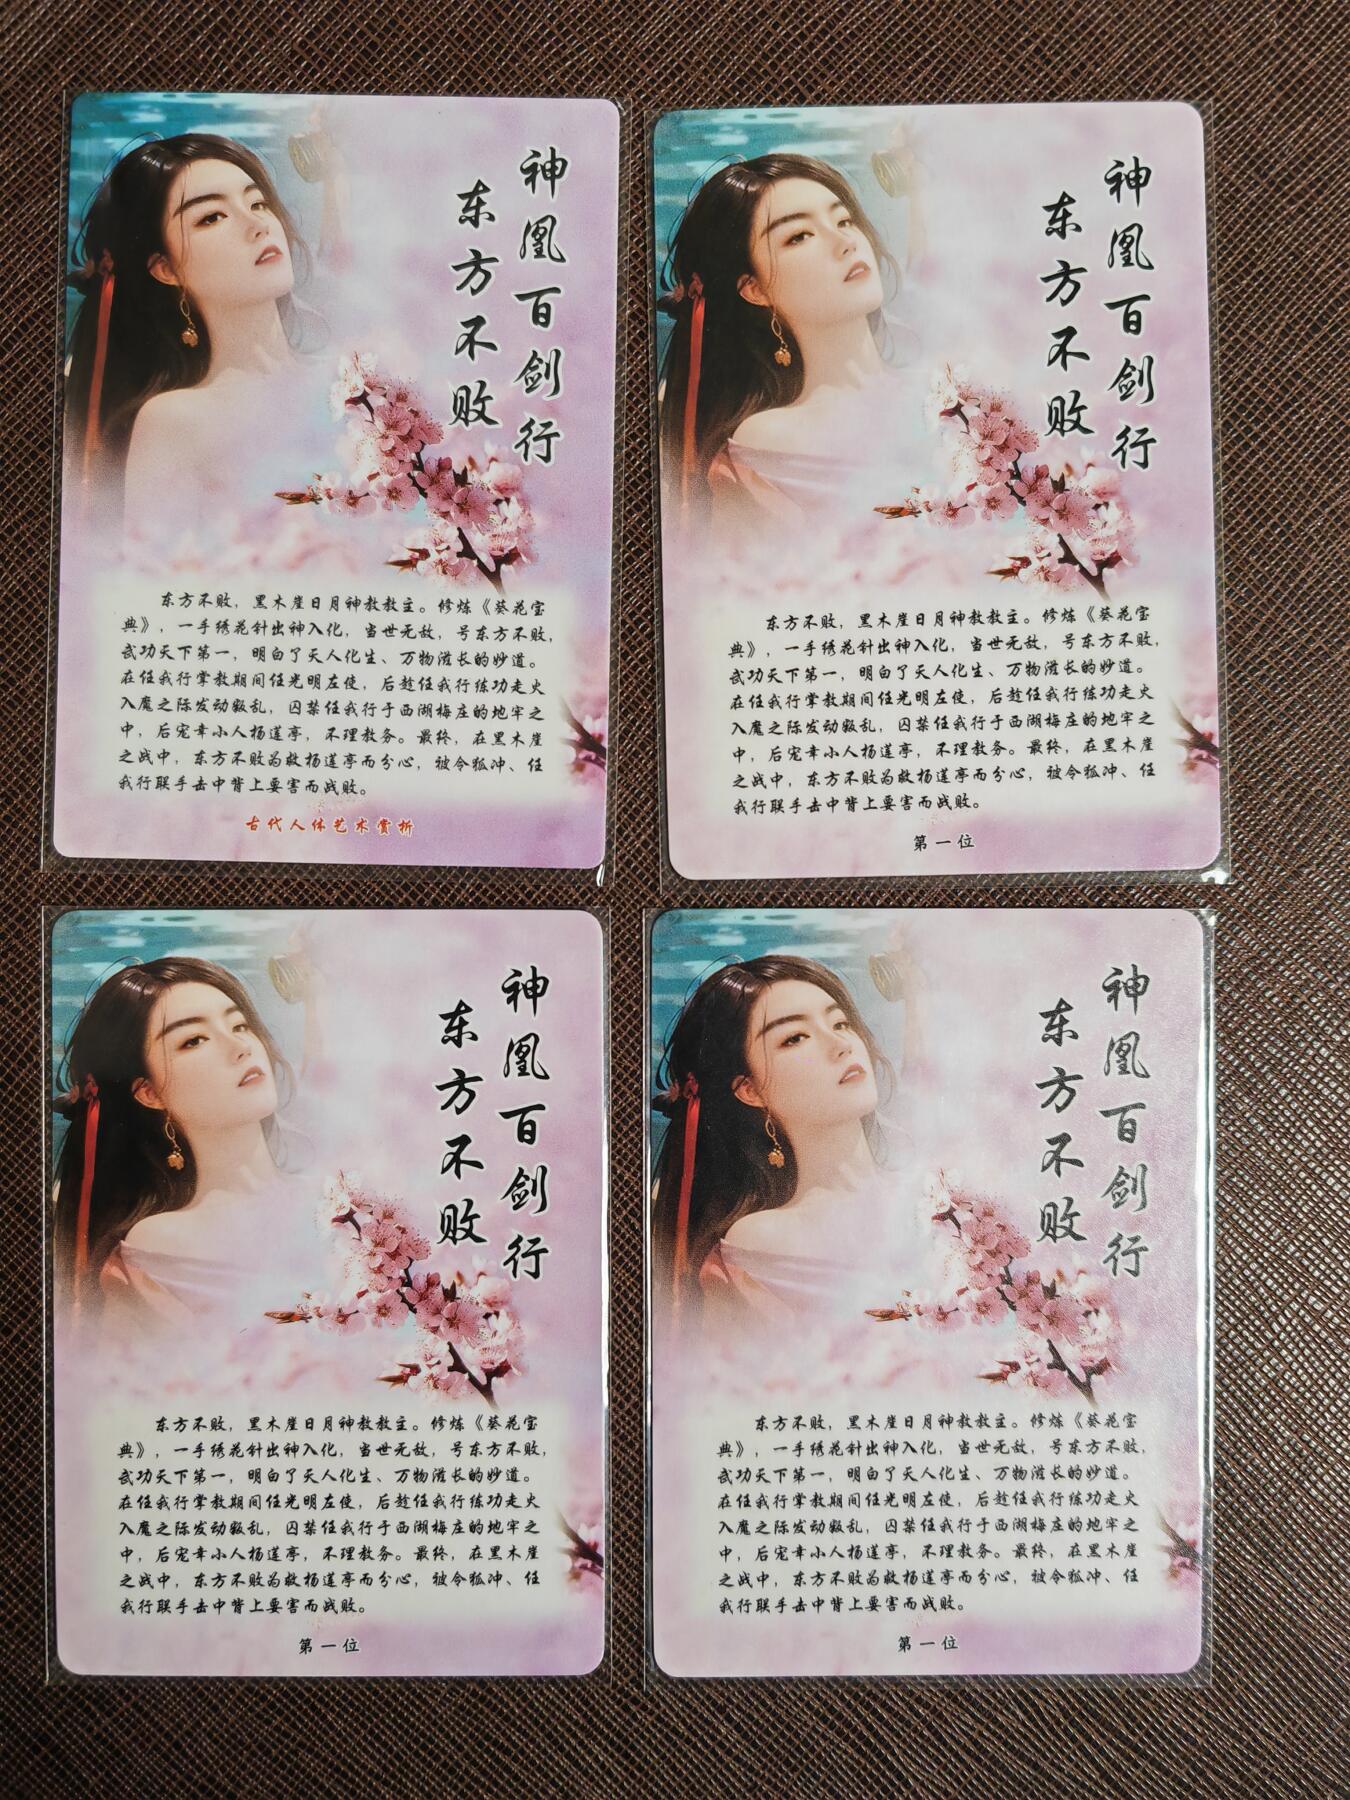 神凰百剑行
东方不败
东方不败，黑木崖日月神教教主。修炼《葵花宝
典》，一手绣花针出神入化，当世无敌，号东方不败，
武功天下第一，明白了天人化生、万物滋长的妙道。
在任我行掌教期间任光明左使，后趁任我行练功走火
入魔之际发动叛乱，囚禁任我行于西湖梅庄的地牢之
中，后宠幸小人杨莲亭，不理教务。最终，在黑木崖
之战中，东方不败为救杨莲亭而分心，被令狐冲、任
我行联手击中背上要害而战败。
古代人体艺术赏析
神凰百剑行
东方不败
东方不败，黑木崖日月神教教主。修炼《葵花宝
典》，一手绣花针出神入化，当世无敌，号东方不败，
武功天下第一，明白了天人化生、万物滋长的妙道。
在任我行掌教期间任光明左使，后趁任我行练功走火
入魔之际发动叛乱，囚禁任我行于西湖梅庄的地牢之
中，后宠幸小人杨莲亭，不理教务。最终，在黑木崖
之战中，东方不败为救杨莲亭而分心，被令狐冲、任
我行联手击中背上要害而战败。
第一位
神凰百剑行
东方不败
东方不败，黑木崖日月神教教主。修炼《葵花宝
典》，一手绣花针出神入化，当世无敌，号东方不败，
武功天下第一，明白了天人化生、万物滋长的妙道。
在任我行掌教期间任光明左使，后趁任我行练功走火
入魔之际发动叛乱，囚禁任我行于西湖梅庄的地牢之
中，后宠幸小人杨莲亭，不理教务。最终，在黑木崖
之战中，东方不败为救杨莲亭而分心，被令狐冲、任
我行联手击中背上要害而战败。
第一位
神凰百剑行
东方不败
东方不败，黑木崖日月神教教主。修炼《葵花宝
典》，一手绣花针出神入化，当世无敌，号东方不败，
武功天下第一，明白了天人化生、万物滋长的妙道。
在任我行掌教期间任光明左使，后趁任我行练功走火
入魔之际发动叛乱，囚禁任我行于西湖梅庄的地牢之
中，后宠幸小人杨莲亭，不理教务。最终，在黑木崖
之战中，东方不败为救杨莲亭而分心，被令狐冲、任
我行联手击中背上要害而战败。
第一位